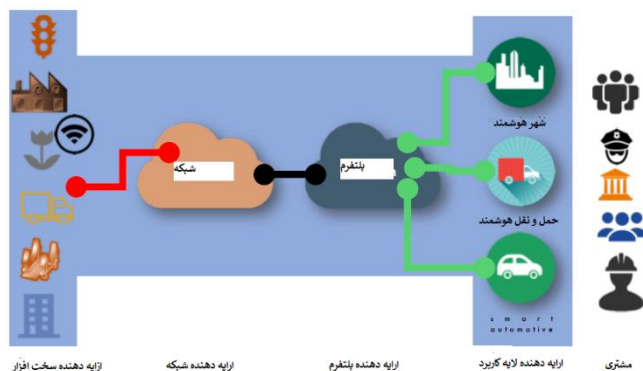 شهر هوشمند
شبکه
پلتفرم
حمل و نقل هوشمند
smart
automotive
مشتری
ارایه دهنده لایه کاربرد
ارایه دهنده پلتفرم
ارایه دهنده شبکه
ارایه دهنده سخت افزار